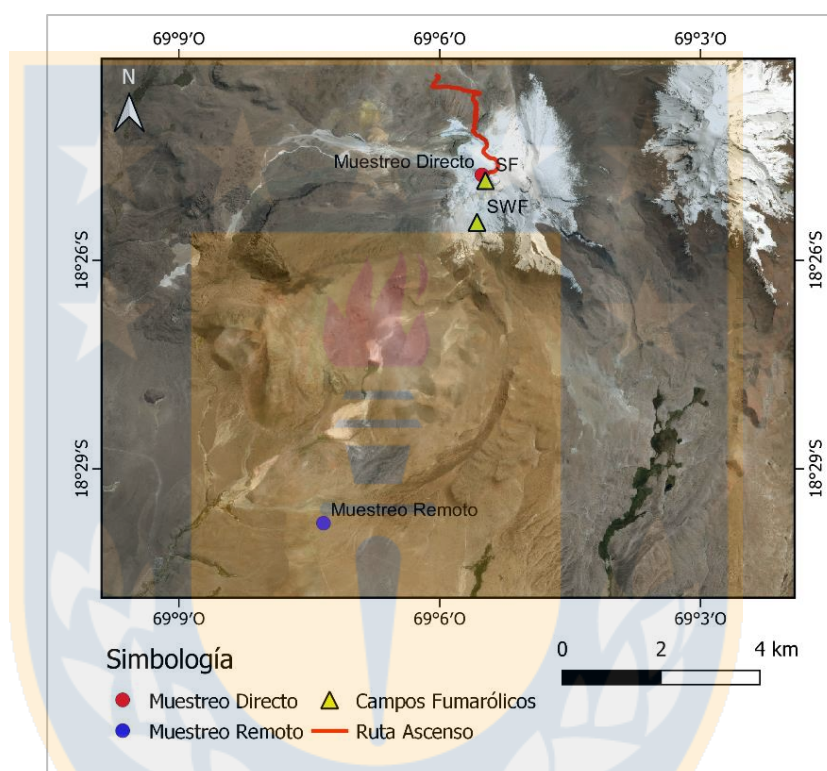 69°9'O 69°6'O 69°3'O
N
Muestreo Directo SF
SWF
18°26'S 18°26'S
18°29'S 18°29'S
Muestreo Remoto
69°9'O 69°6'O 69°3'O
Simbología
0 2 4 km
Muestreo Directo Campos Fumarólicos
Muestreo Remoto Ruta Ascenso